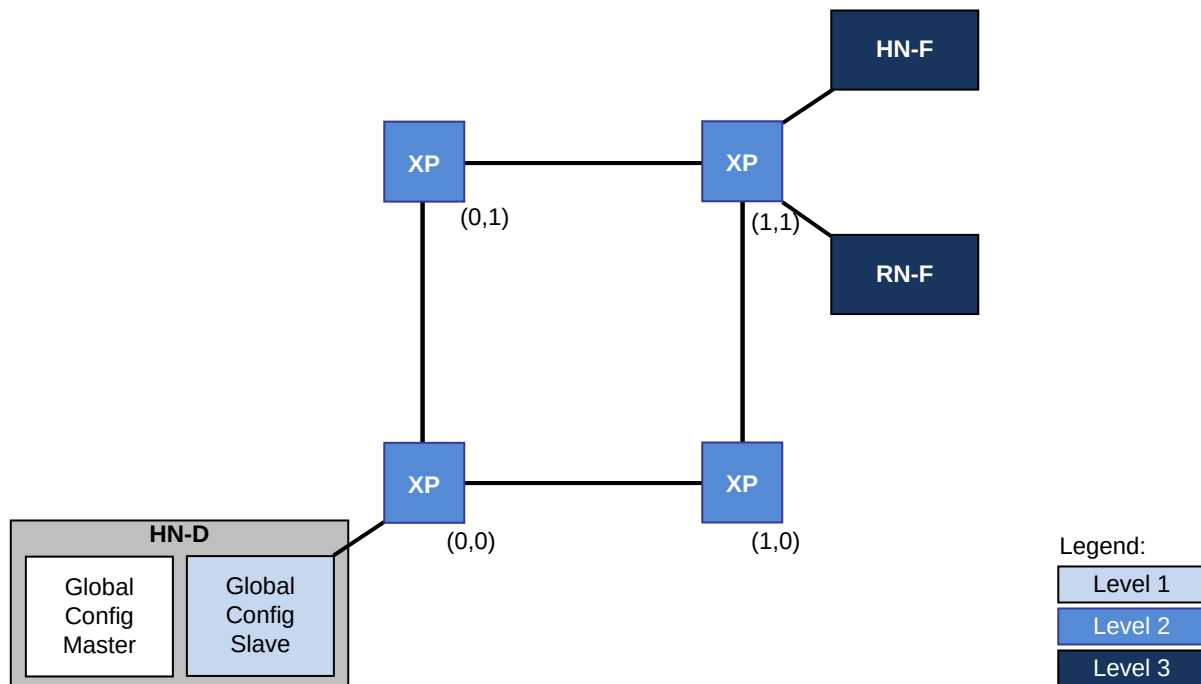 HN-F
XP
XP
(0,1)
(1,1)
RN-F
XP
XP
(0,0)
(1,0)
HN-D
Global
Config
Master
Global
Config
Slave
Legend:
Level 1
Level 2
Level 3